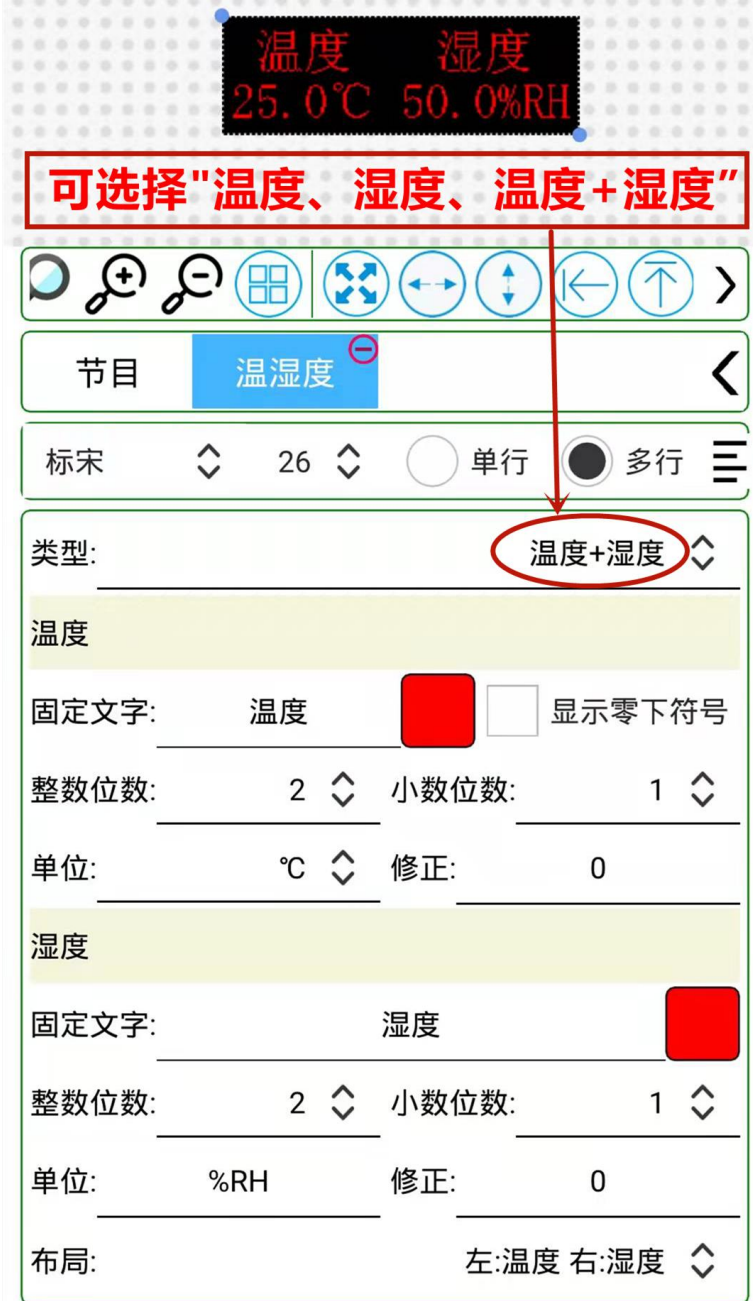 温度 湿度
25.0℃ 50.0%RH
可选择"温度、湿度、温度+湿度"
节目 温湿度
标宋 26 单行 多行
类型: 温度+湿度
温度
固定文字: 温度 显示零下符号
整数位数: 2 小数位数: 1
单位: ℃ 修正: 0
湿度
固定文字: 湿度
整数位数: 2 小数位数: 1
单位: %RH 修正: 0
布局: 左:温度 右:湿度